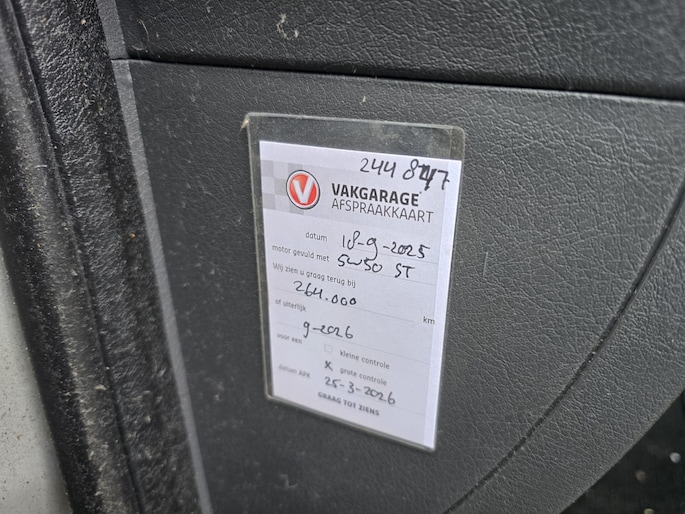 244 847
V VAKGARAGE
AFSPRAAKKAART
datum 18-9-2025
motor gevuld met 5w50 ST
Wij zien u graag terug bij
264.000 km
of uiterlijk
9-2026
voor een kleine controle
x grote controle
datum APK 25-3-2026
GRAAG TOT ZIENS